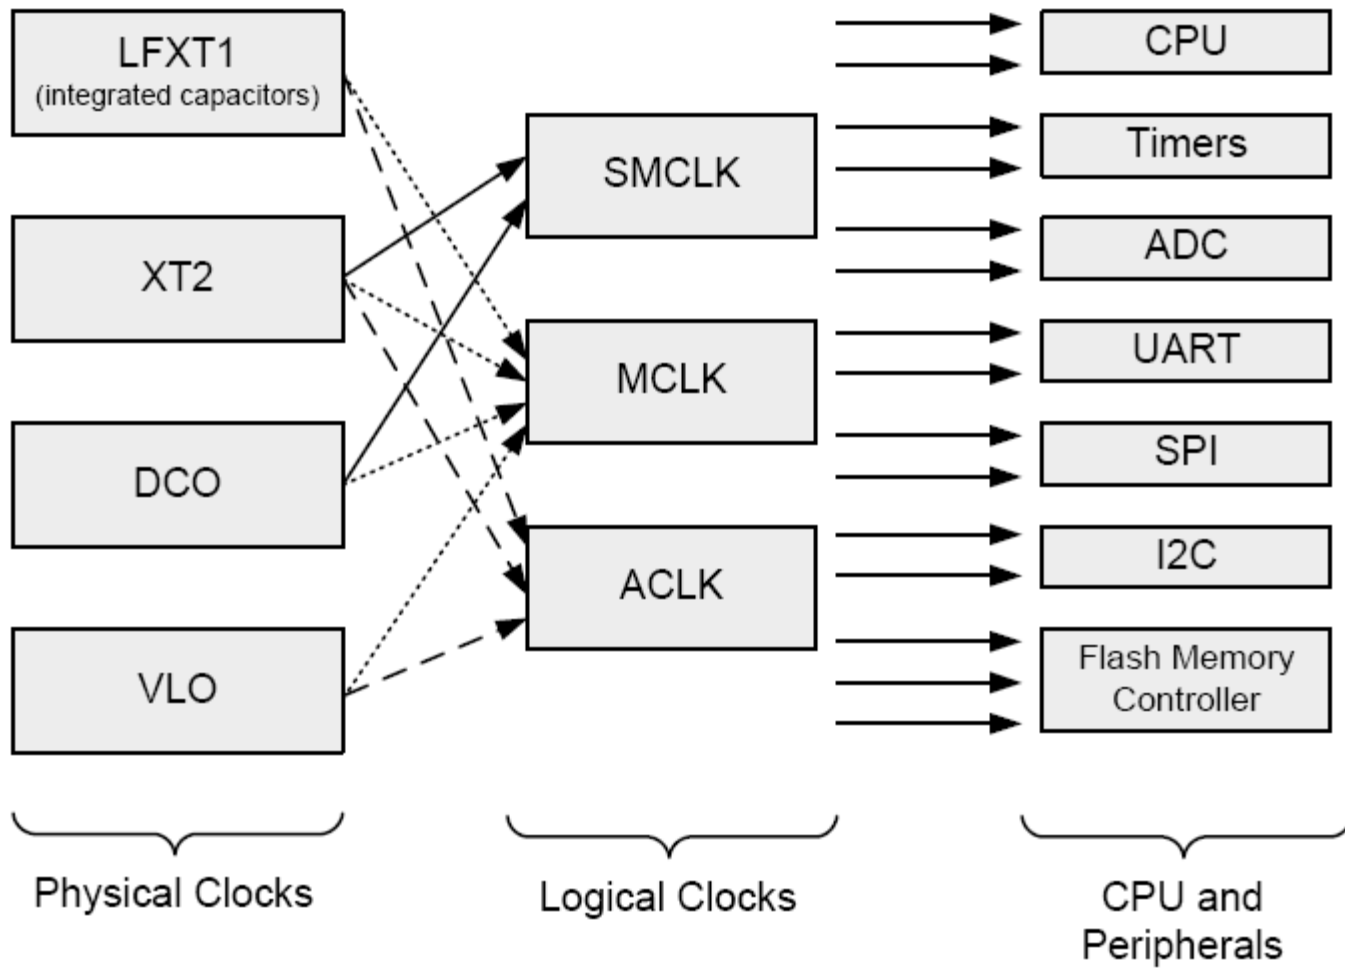 LFXT1
(integrated capacitors)
XT2
DCO
VLO
Physical Clocks
SMCLK
MCLK
ACLK
Logical Clocks
CPU
Timers
ADC
UART
SPI
I2C
Flash Memory
Controller
CPU and
Peripherals